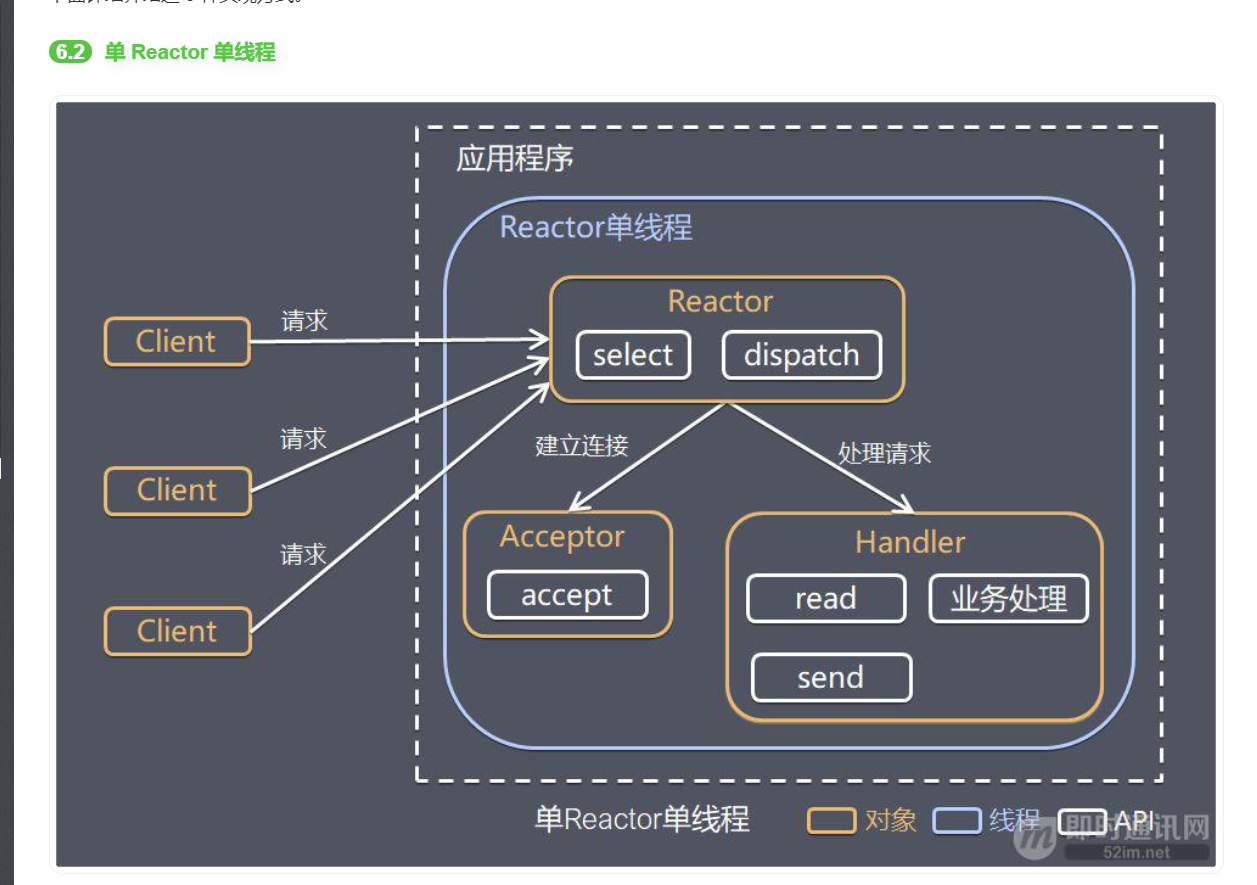 6.2 单 Reactor 单线程
应用程序
Reactor单线程
Reactor
select dispatch
Client
请求
Client
请求
Client
请求
建立连接
处理请求
Acceptor
accept
Handler
read 业务处理
send
单Reactor单线程 对象 线程 API
即时通讯网
52im.net